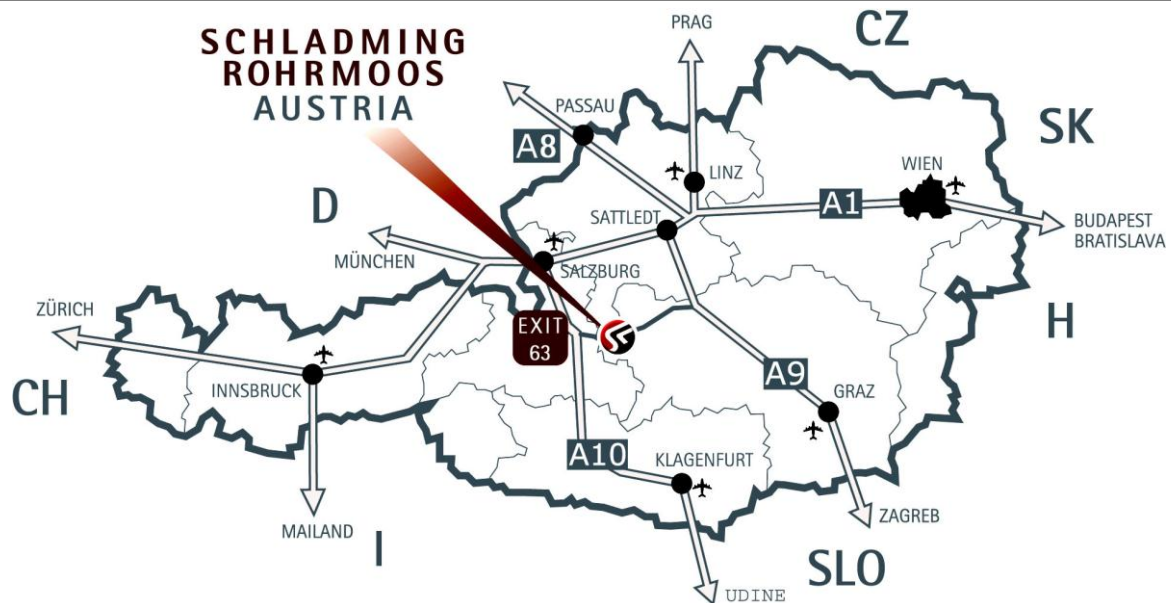 SCHLADMING
ROHRMOOS
AUSTRIA
PRAG
CZ
PASSAU
A8
SK
LINZ
WIEN
D
SATTLEDT
A1
BUDAPEST
BRATISLAVA
MÜNCHEN
SALZBURG
ZÜRICH
EXIT
63
H
INNSBRUCK
CH
A9
GRAZ
A10
KLAGENFURT
MAILAND
I
ZAGREB
SLO
UDINE